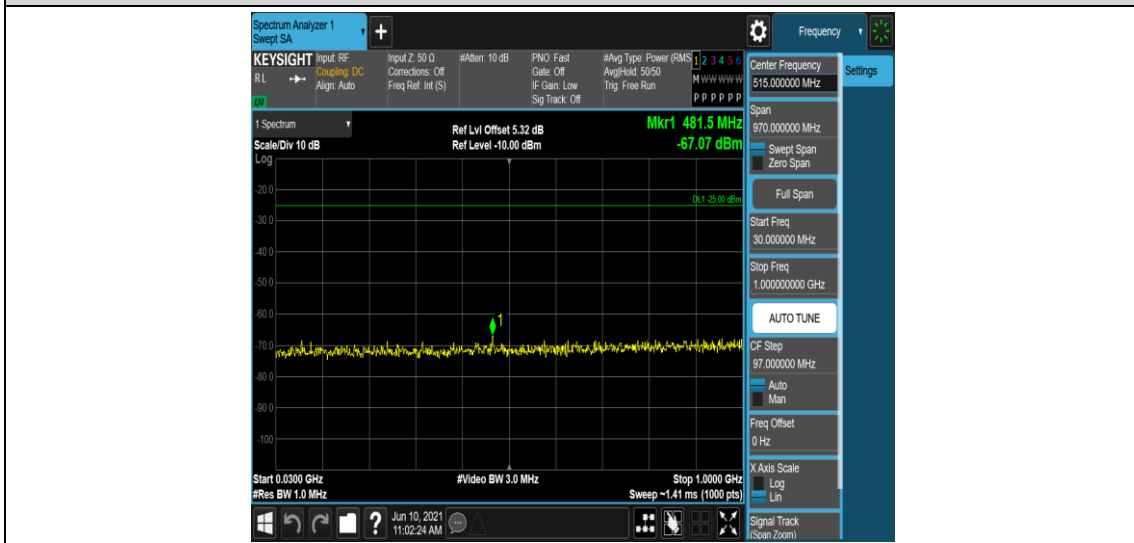 Spectrum Analyzer 1
Swept SA
+
Frequency
KEYSIGHT
RL
Input: RF
Coupling: DC
Align: Auto
Input Z: 50 Ω
Corrections: Off
Freq Ref: Int (S)
#Atten: 10 dB
PNO: Fast
Gate: Off
IF Gain: Low
Sig Track: Off
#Avg Type: Power (RMS
Avg|Hold: 50/50
Trig: Free Run
1 2 3 4 5 6
M W W W W W
P P P P P P
1 Spectrum
Scale/Div 10 dB
Ref Lvl Offset 5.32 dB
Ref Level -10.00 dBm
Mkr1 481.5 MHz
-67.07 dBm
Log
-20.0
DL1 -25.00 dBm
-30.0
-40.0
-50.0
-60.0
1
-70.0
-80.0
-90.0
-100
Start 0.0300 GHz
#Res BW 1.0 MHz
#Video BW 3.0 MHz
Stop 1.0000 GHz
Sweep ~1.41 ms (1000 pts)
Center Frequency
515.000000 MHz
Settings
Span
970.000000 MHz
Swept Span
Zero Span
Full Span
Start Freq
30.000000 MHz
Stop Freq
1.000000000 GHz
AUTO TUNE
CF Step
97.000000 MHz
Auto
Man
Freq Offset
0 Hz
X Axis Scale
Log
Lin
Signal Track
(Span Zoom)
?
Jun 10, 2021
11:02:24 AM